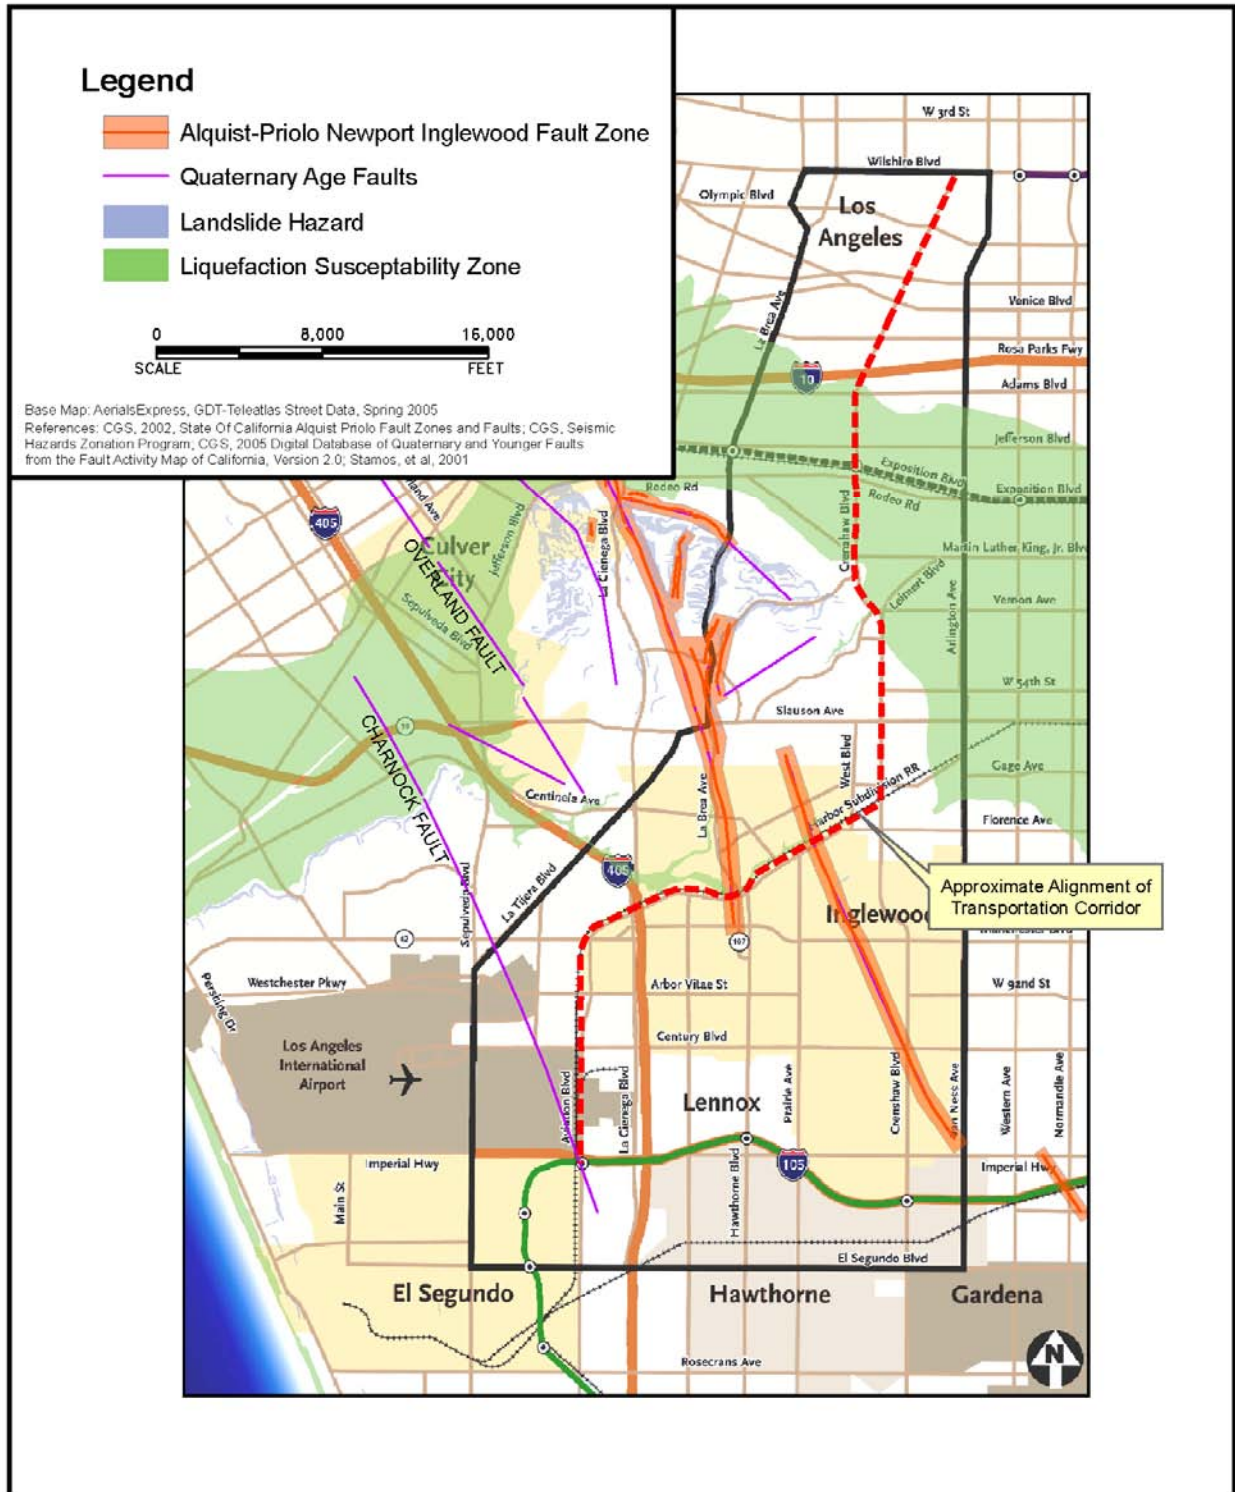 Legend
Alquist-Priolo Newport Inglewood Fault Zone
Quaternary Age Faults
Landslide Hazard
Liquefaction Susceptability Zone
0 8,000 16,000
SCALE FEET
Base Map: AerialsExpress, GDT-Teleatlas Street Data, Spring 2005
References: CGS, 2002, State Of California Alquist Priolo Fault Zones and Faults; CGS, Seismic
Hazards Zonation Program; CGS, 2005 Digital Database of Quaternary and Younger Faults
from the Fault Activity Map of California, Version 2.0; Stamos, et al, 2001
W 3rd St
Wilshire Blvd
Olympic Blvd
Los
Angeles
La Brea Ave
Venice Blvd
Rosa Parks Fwy
10
Adams Blvd
Jefferson Blvd
Exposition Blvd
Exposition Blvd
Rodeo Rd
Rodeo Rd
Crenshaw Blvd
Martin Luther King, Jr. Blv
Leimert Blvd
Vernon Ave
Arlington Ave
W 54th St
405
Culver
City
Jefferson Blvd
La Cienega Blvd
OVERLAND FAULT
Sepulveda Blvd
Slauson Ave
90
CHARNOCK FAULT
Centinela Ave
La Brea Ave
West Blvd
Harbor Subdivision RR
Gage Ave
Florence Ave
405
La Tijera Blvd
Sepulveda Blvd
Approximate Alignment of
Transportation Corridor
Inglewood
Manchester Blvd
42
107
Westchester Pkwy
Pershing Dr
Arbor Vitae St
W 92nd St
Century Blvd
Los Angeles
International
Airport
Aviation Blvd
La Cienega Blvd
Lennox
Prairie Ave
Crenshaw Blvd
Van Ness Ave
Western Ave
Normandie Ave
Imperial Hwy
105
Imperial Hwy
Main St
Hawthorne Blvd
El Segundo Blvd
El Segundo
Hawthorne
Gardena
Rosecrans Ave
N